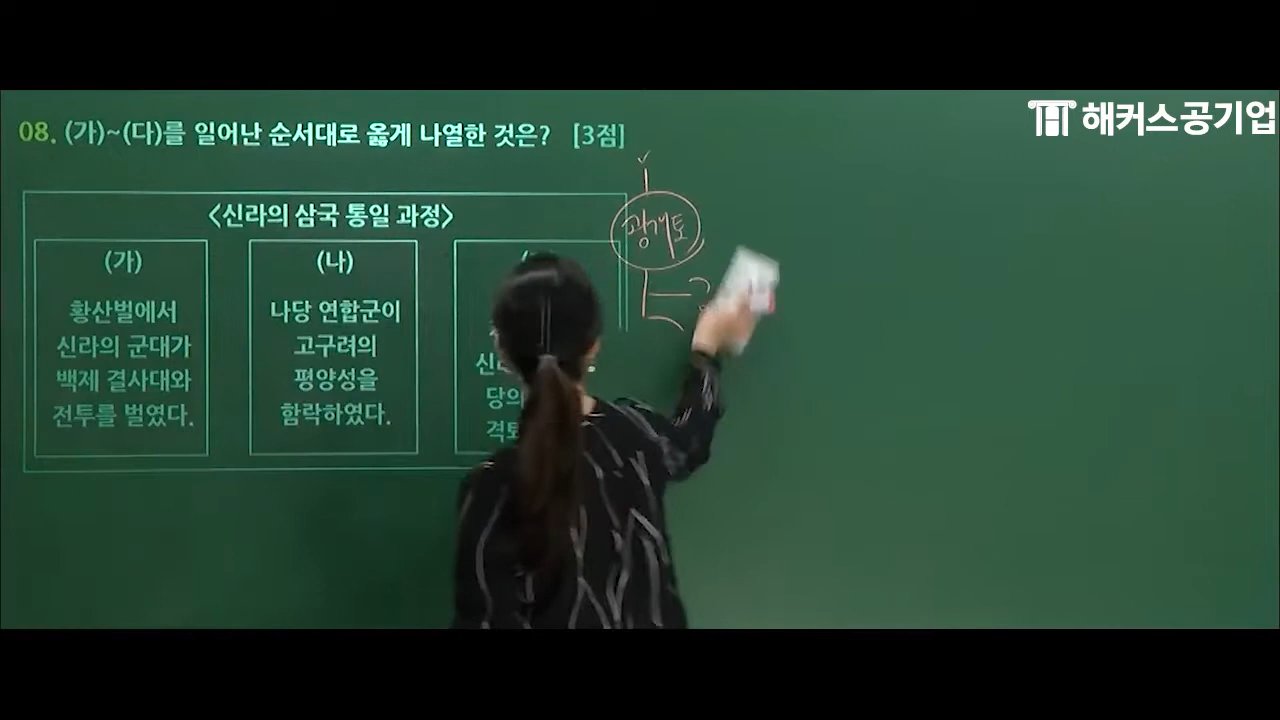 해커스공기업
08. (가)~(다)를 일어난 순서대로 옳게 나열한 것은? [3점]
<신라의 삼국 통일 과정>
(가)
황산벌에서
신라의 군대가
백제 결사대와
전투를 벌였다.
(나)
나당 연합군이
고구려의
평양성을
함락하였다.
당의
광개토